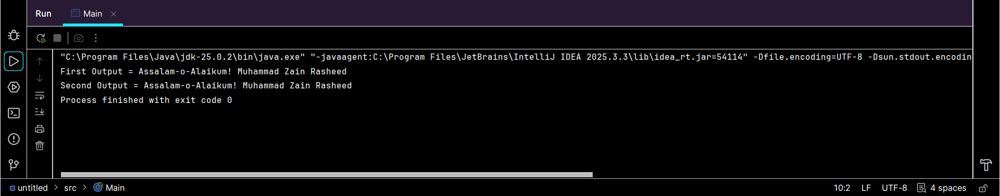 Run Main
"C:\Program Files\Java\jdk-25.0.2\bin\java.exe" "-javaagent:C:\Program Files\JetBrains\IntelliJ IDEA 2025.3.3\lib\idea_rt.jar=54114" -Dfile.encoding=UTF-8 -Dsun.stdout.encodin
First Output = Assalam-o-Alaikum! Muhammad Zain Rasheed
Second Output = Assalam-o-Alaikum! Muhammad Zain Rasheed
Process finished with exit code 0
untitled > src > Main 10:2 LF UTF-8 4 spaces